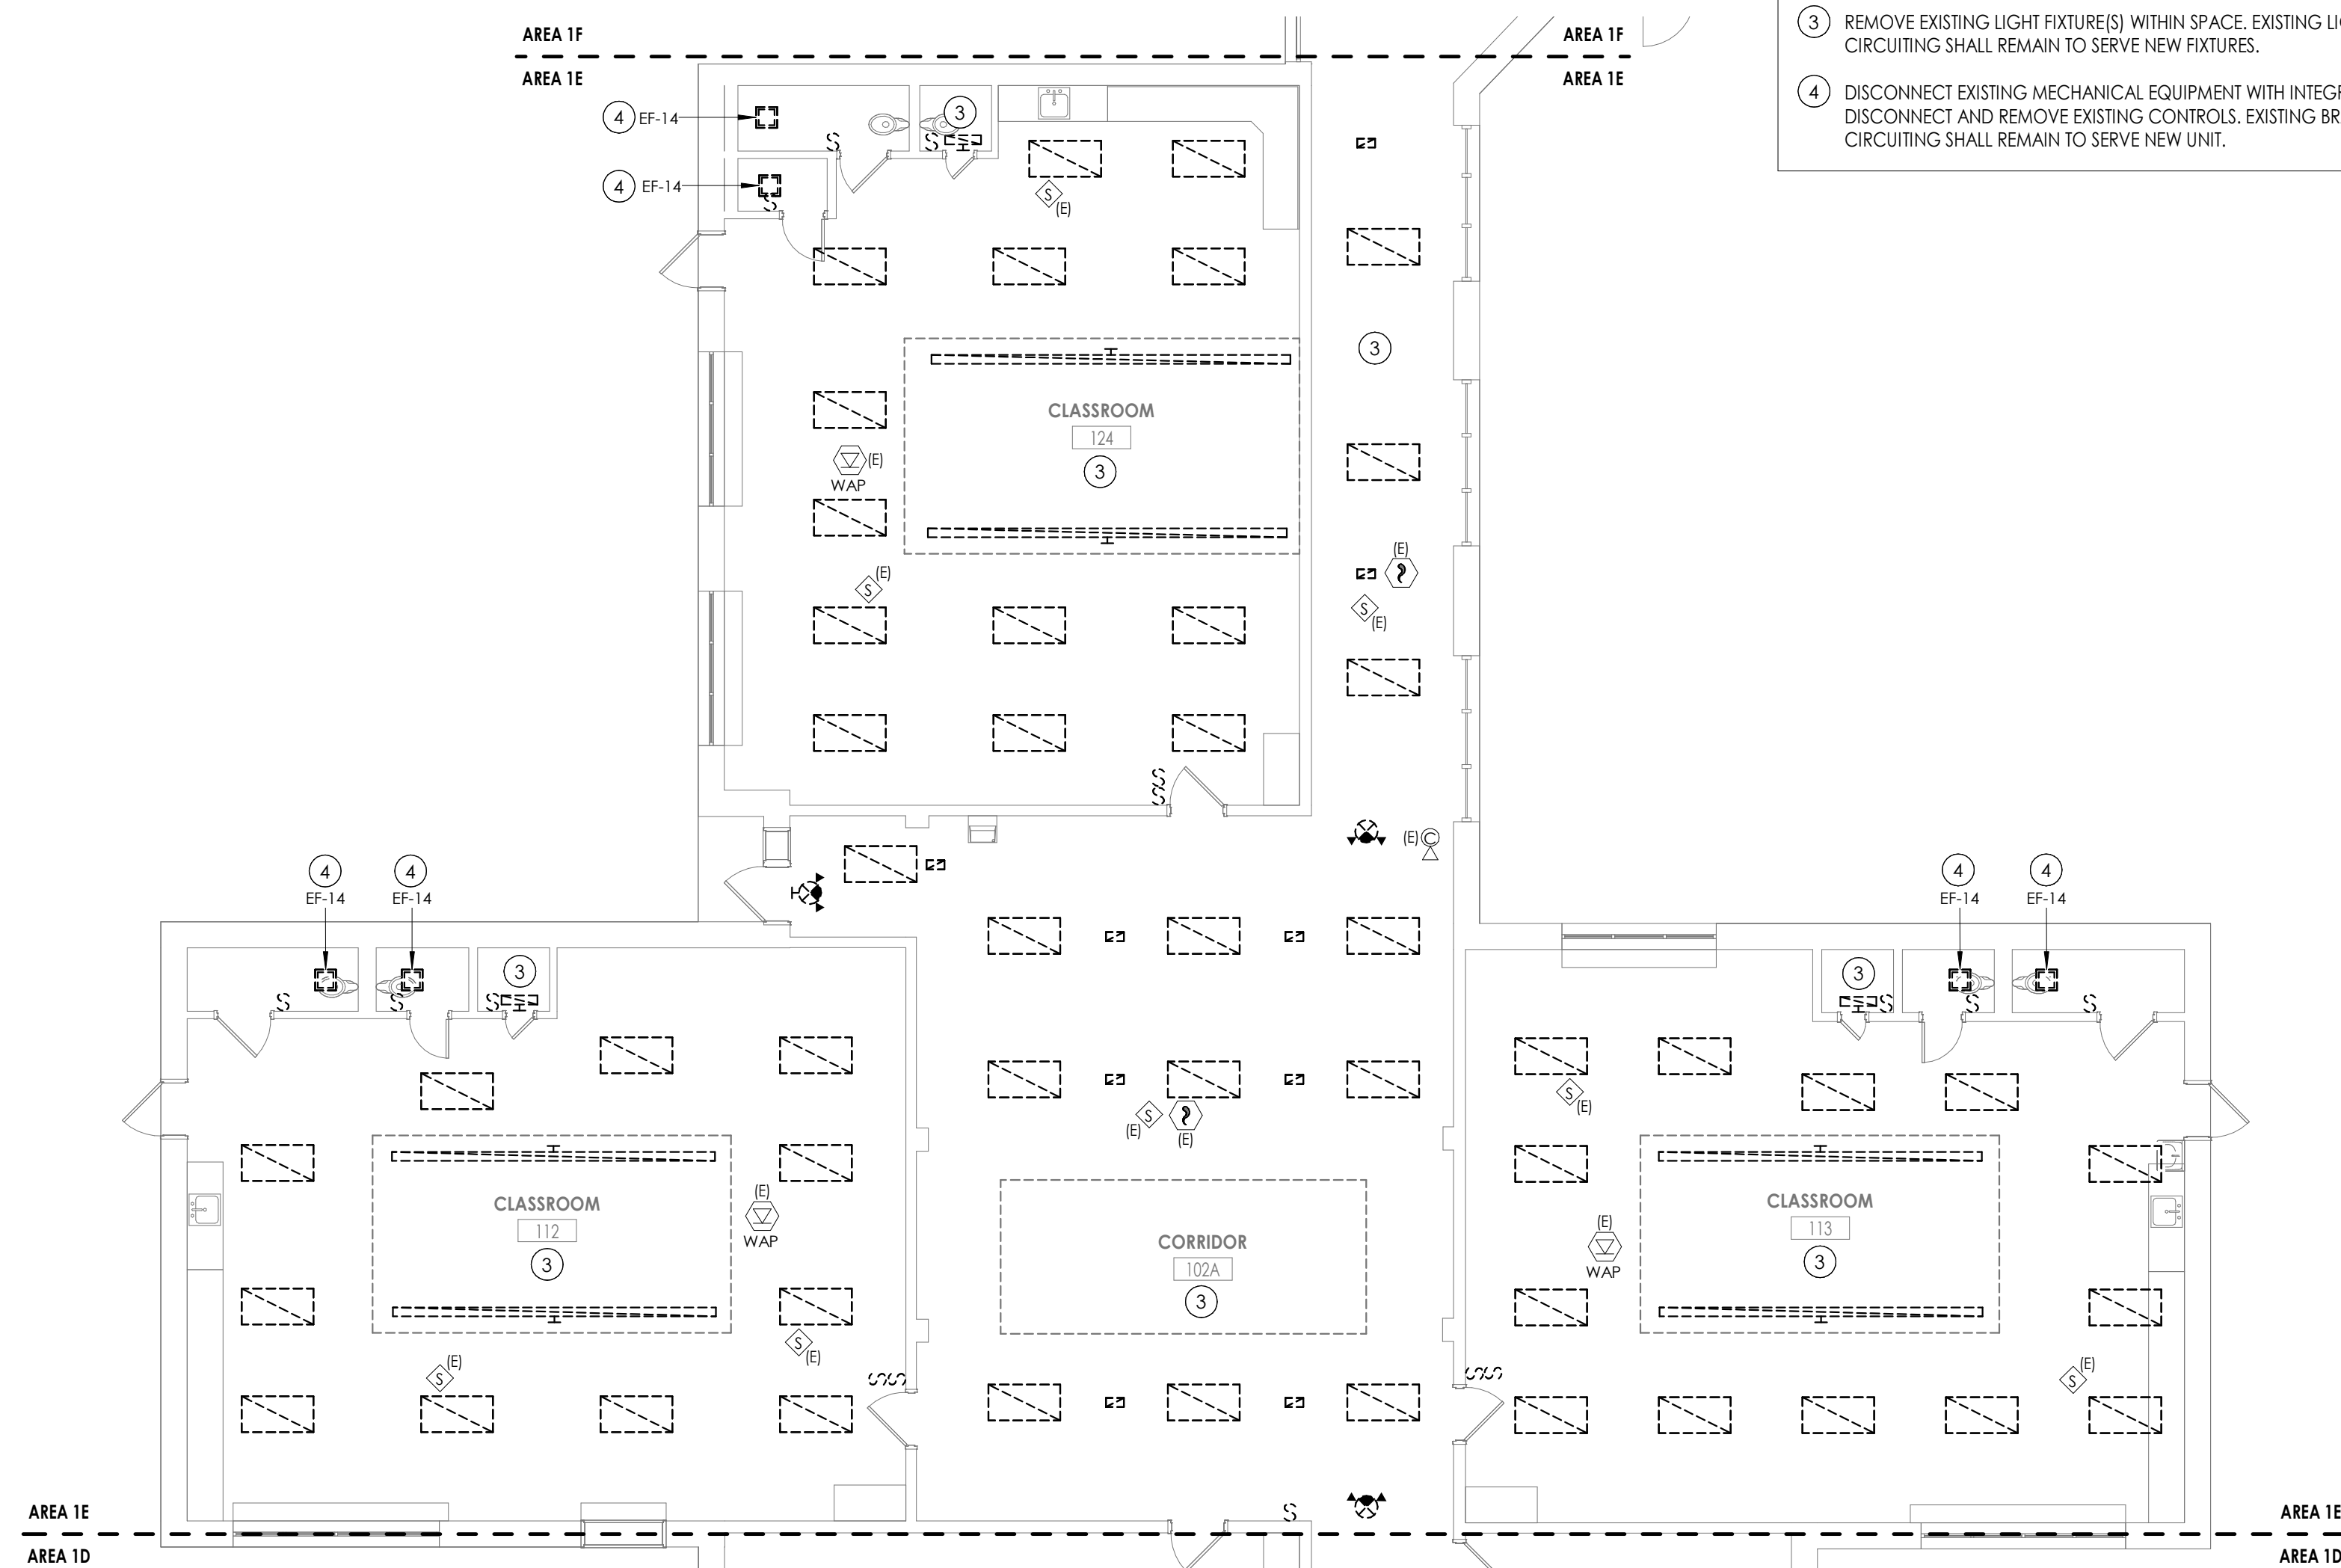 AREA 1F
AREA 1F
AREA 1E
AREA 1E
3 REMOVE EXISTING LIGHT FIXTURE(S) WITHIN SPACE. EXISTING
CIRCUITING SHALL REMAIN TO SERVE NEW FIXTURES.
4 DISCONNECT EXISTING MECHANICAL EQUIPMENT WITH
DISCONNECT AND REMOVE EXISTING CONTROLS. EXISTING
CIRCUITING SHALL REMAIN TO SERVE NEW UNIT.
4 EF-14
3
S
S
4 EF-14
S
S
(E)
3
CLASSROOM
124
3
(E)
WAP
(E)
S
(E)
S
(E)
S
S
S
(E) C
4
EF-14
4
EF-14
4
EF-14
4
EF-14
3
S
S
S
3
S
S
S
S
(E)
S
(E)
(E)
CLASSROOM
112
3
(E)
WAP
CORRIDOR
102A
3
CLASSROOM
113
3
(E)
WAP
S
(E)
S
(E)
S
(E)
SS
SS
S
AREA 1E
AREA 1E
AREA 1D
AREA 1D